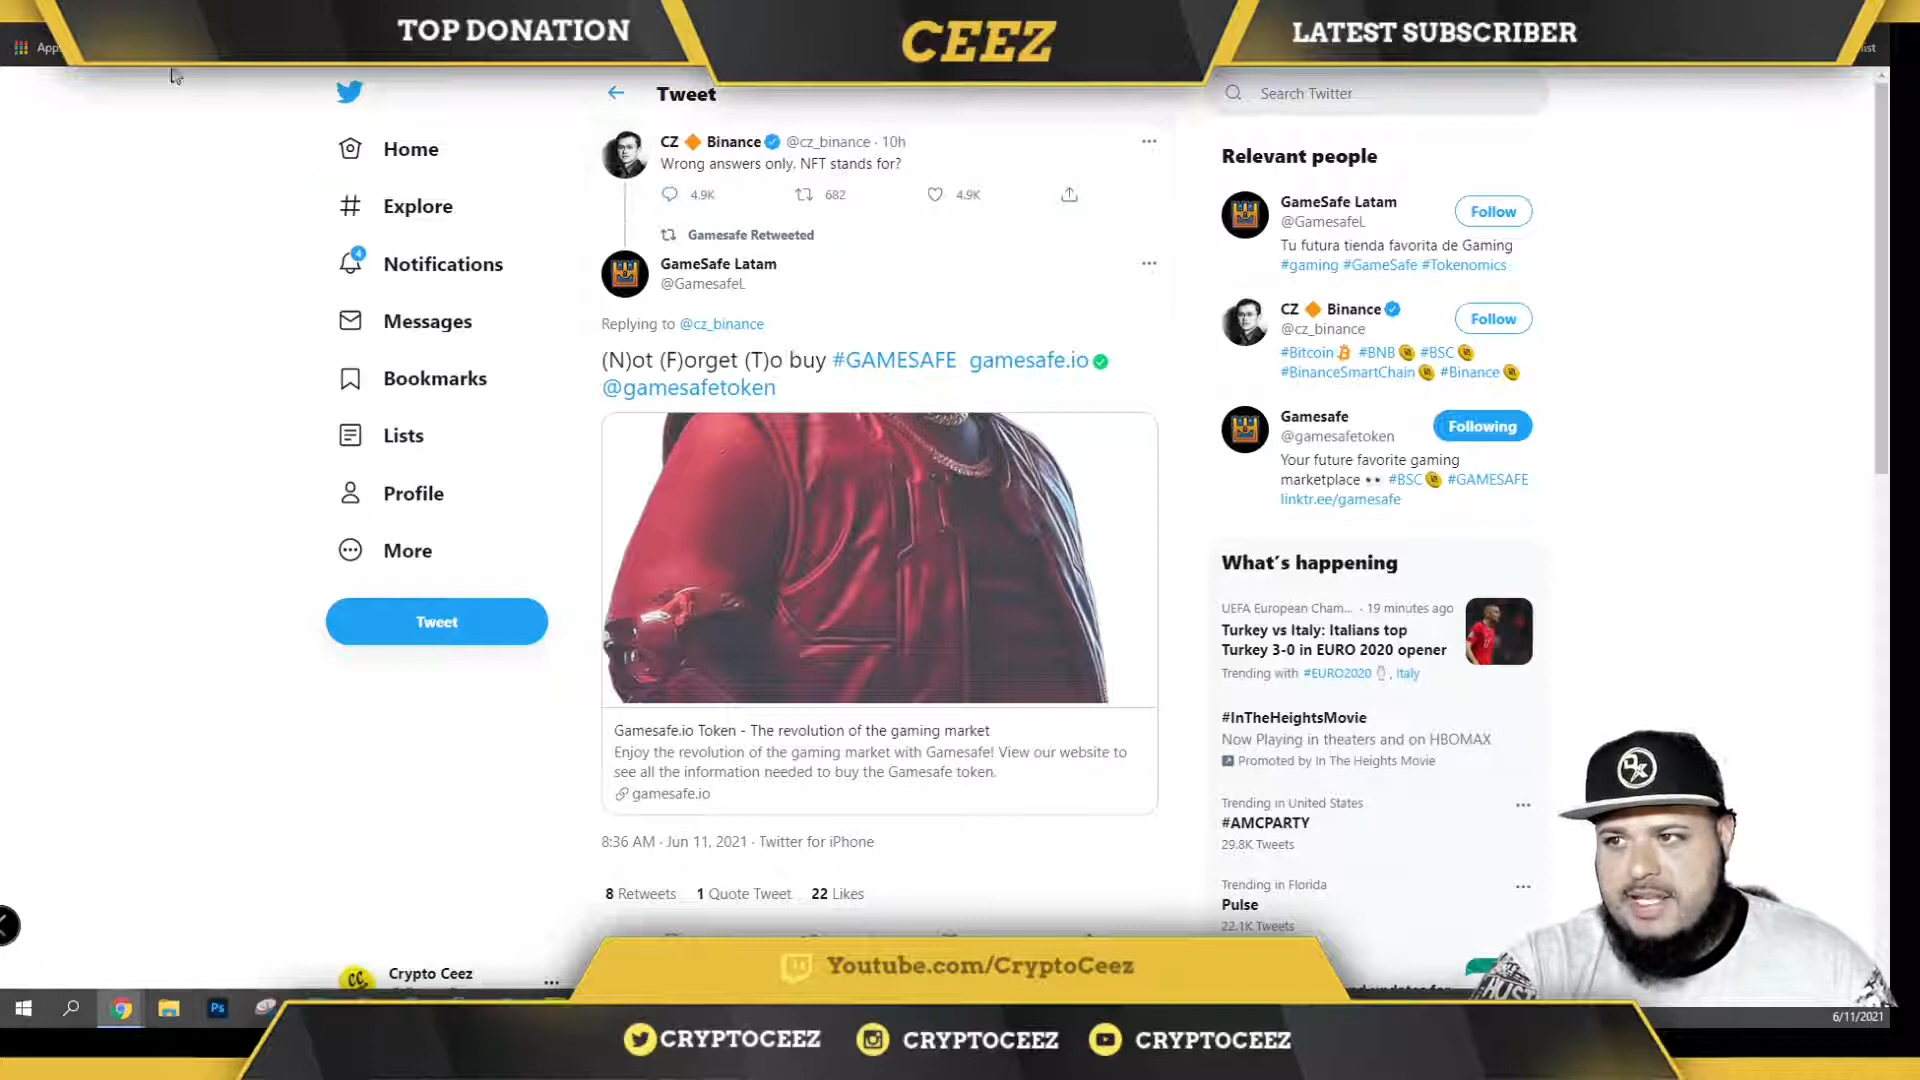 TOP DONATION
CEEZ
LATEST SUBSCRIBER
App
list
Tweet
Search Twitter
Home
Explore
4
Notifications
Messages
Bookmarks
Lists
Profile
More
Tweet
CZ Binance @cz_binance · 10h
Wrong answers only. NFT stands for?
4.9K 682 4.9K
Gamesafe Retweeted
GameSafe Latam
@GamesafeL
Replying to @cz_binance
(N)ot (F)orget (T)o buy #GAMESAFE gamesafe.io
@gamesafetoken
Gamesafe.io Token - The revolution of the gaming market
Enjoy the revolution of the gaming market with Gamesafe! View our website to
see all the information needed to buy the Gamesafe token.
gamesafe.io
8:36 AM · Jun 11, 2021 · Twitter for iPhone
8 Retweets 1 Quote Tweet 22 Likes
Relevant people
GameSafe Latam
@GamesafeL
Follow
Tu futura tienda favorita de Gaming
#gaming #GameSafe #Tokenomics
CZ Binance
@cz_binance
Follow
#Bitcoin #BNB #BSC
#BinanceSmartChain #Binance
Gamesafe
@gamesafetoken
Following
Your future favorite gaming
marketplace #BSC #GAMESAFE
linktr.ee/gamesafe
What's happening
UEFA European Cham... · 19 minutes ago
Turkey vs Italy: Italians top
Turkey 3-0 in EURO 2020 opener
Trending with #EURO2020 , Italy
#InTheHeightsMovie
Now Playing in theaters and on HBOMAX
Promoted by In The Heights Movie
Trending in United States
#AMCPARTY
29.8K Tweets
Trending in Florida
Pulse
22.1K Tweets
Crypto Ceez
Youtube.com/CryptoCeez
Ps
6/11/2021
CRYPTOCEEZ
CRYPTOCEEZ
CRYPTOCEEZ